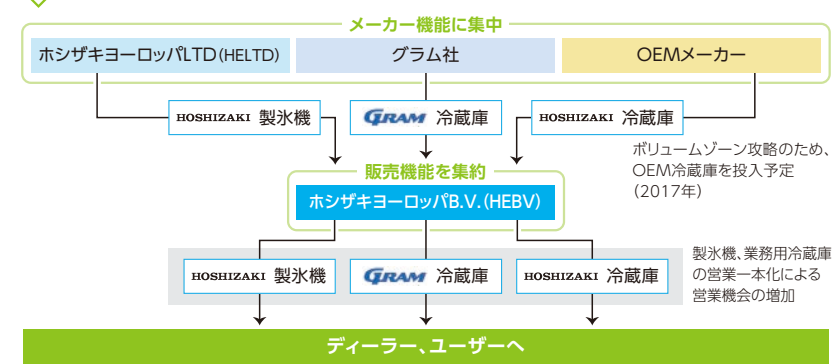 メーカー機能に集中
ホシザキヨーロッパLTD(HELTD)
グラム社
OEMメーカー
HOSHIZAKI 製氷機
GRAM 冷蔵庫
HOSHIZAKI 冷蔵庫
ボリュームゾーン攻略のため、
OEM冷蔵庫を投入予定
(2017年)
販売機能を集約
ホシザキヨーロッパB.V.(HEBV)
HOSHIZAKI 製氷機
GRAM 冷蔵庫
HOSHIZAKI 冷蔵庫
製氷機、業務用冷蔵庫
の営業一本化による
営業機会の増加
ディーラー、ユーザーへ